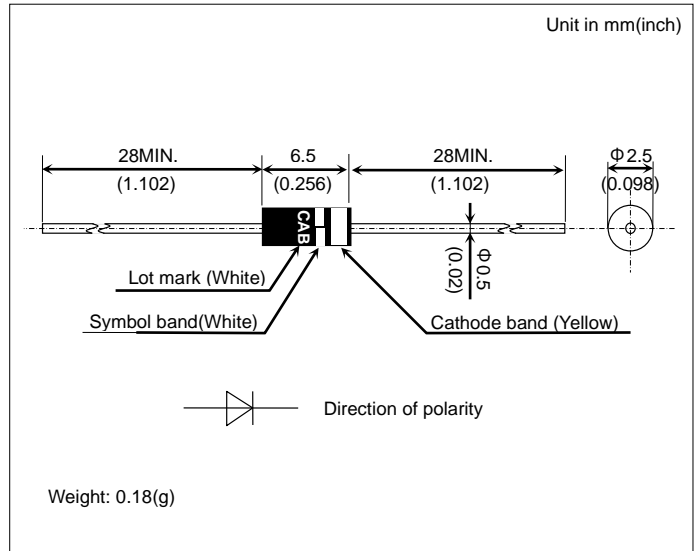 Unit in mm(inch)
28MIN. 6.5 28MIN. Φ2.5
(1.102) (0.256) (1.102) (0.098)
CAB
Φ0.5
(0.02)
Lot mark (White)
Symbol band(White) Cathode band (Yellow)
Direction of polarity
Weight: 0.18(g)